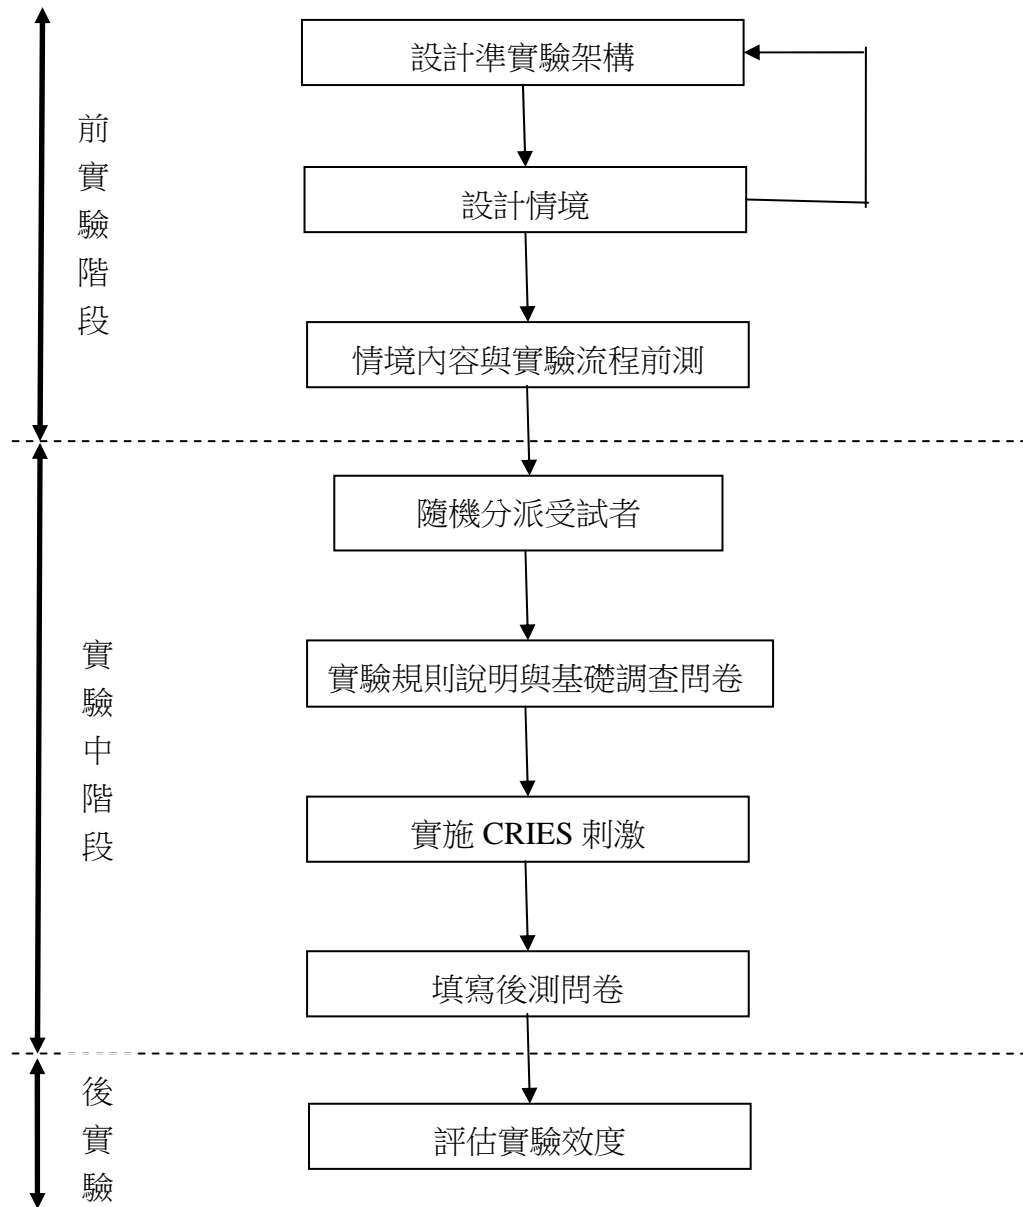 前實驗階段
設計準實驗架構
設計情境
情境內容與實驗流程前測
實驗中階段
隨機分派受試者
實驗規則說明與基礎調查問卷
實施 CRIES 刺激
填寫後測問卷
後實驗
評估實驗效度